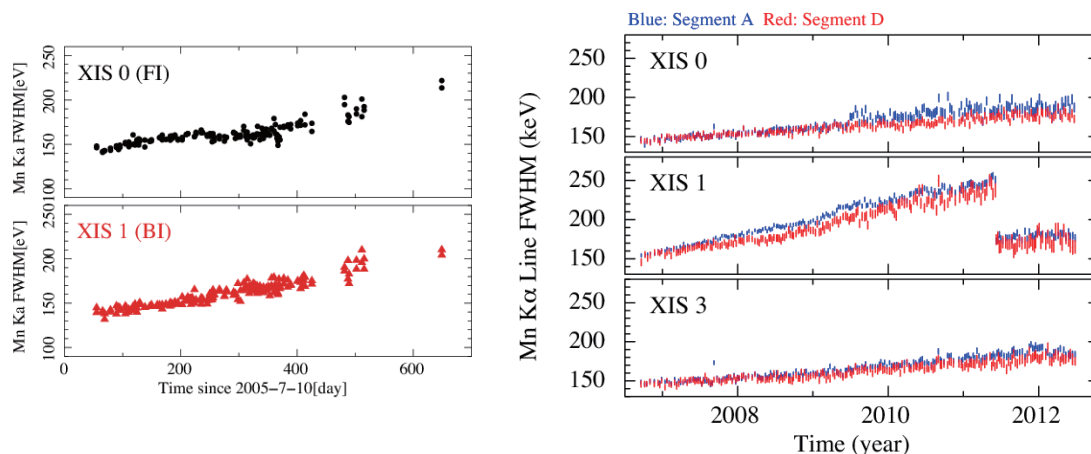 XIS 0 (FI)
Mn Ka FWHM[eV]
100 150 200 250
XIS 1 (BI)
Mn Ka FWHM[eV]
100 150 200 250
0 200 400 600
Time since 2005-7-10[day]
Blue: Segment A Red: Segment D
XIS 0
250
200
150
XIS 1
250
200
150
XIS 3
250
200
150
Mn Kα Line FWHM (keV)
2008 2010 2012
Time (year)